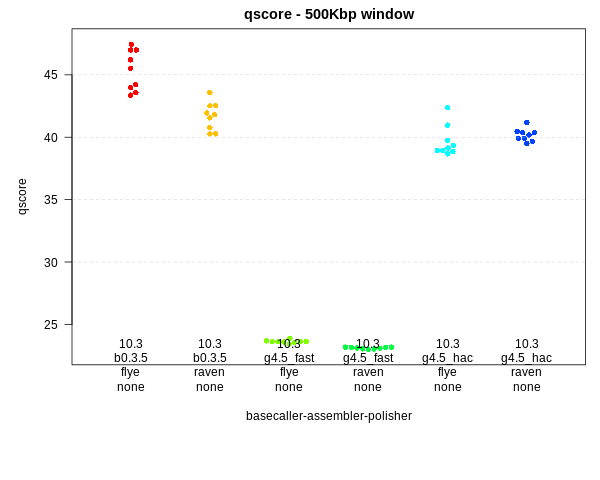 qscore - 500Kbp window
45
40
35
30
25
qscore
10.3 10.3 10.3 10.3 10.3 10.3
b0.3.5 b0.3.5 g4.5_fast g4.5_fast g4.5_hac g4.5_hac
flye raven flye raven flye raven
none none none none none none
basecaller-assembler-polisher